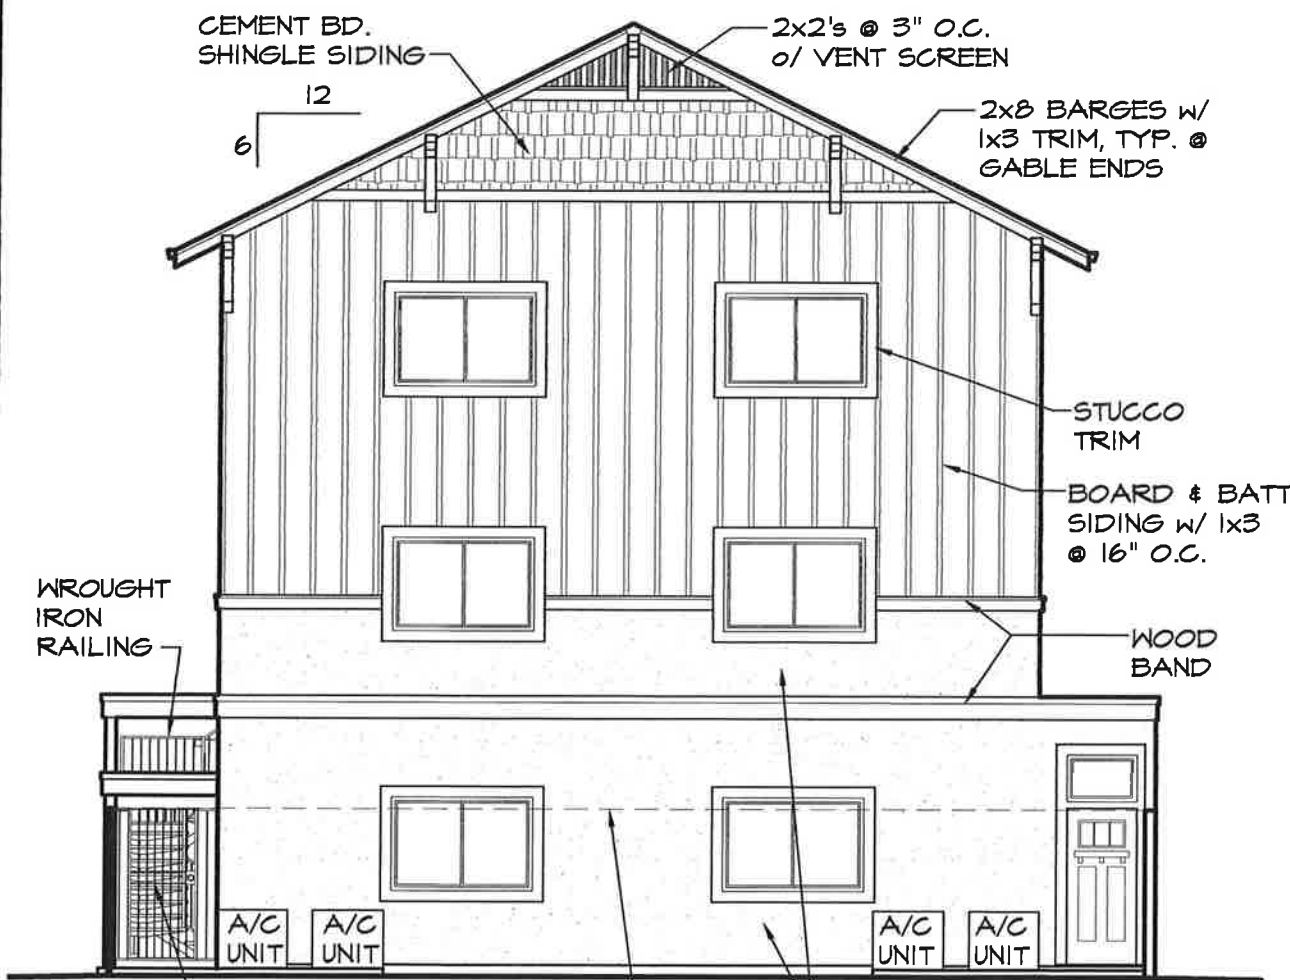 CEMENT BD.
SHINGLE SIDING
2x2's @ 3" O.C.
o/ VENT SCREEN
12
6
2x8 BARGES w/
1x3 TRIM, TYP. @
GABLE ENDS
STUCCO
TRIM
BOARD & BATT
SIDING w/ 1x3
@ 16" O.C.
WROUGHT
IRON
RAILING
WOOD
BAND
A/C
UNIT
A/C
UNIT
A/C
UNIT
A/C
UNIT